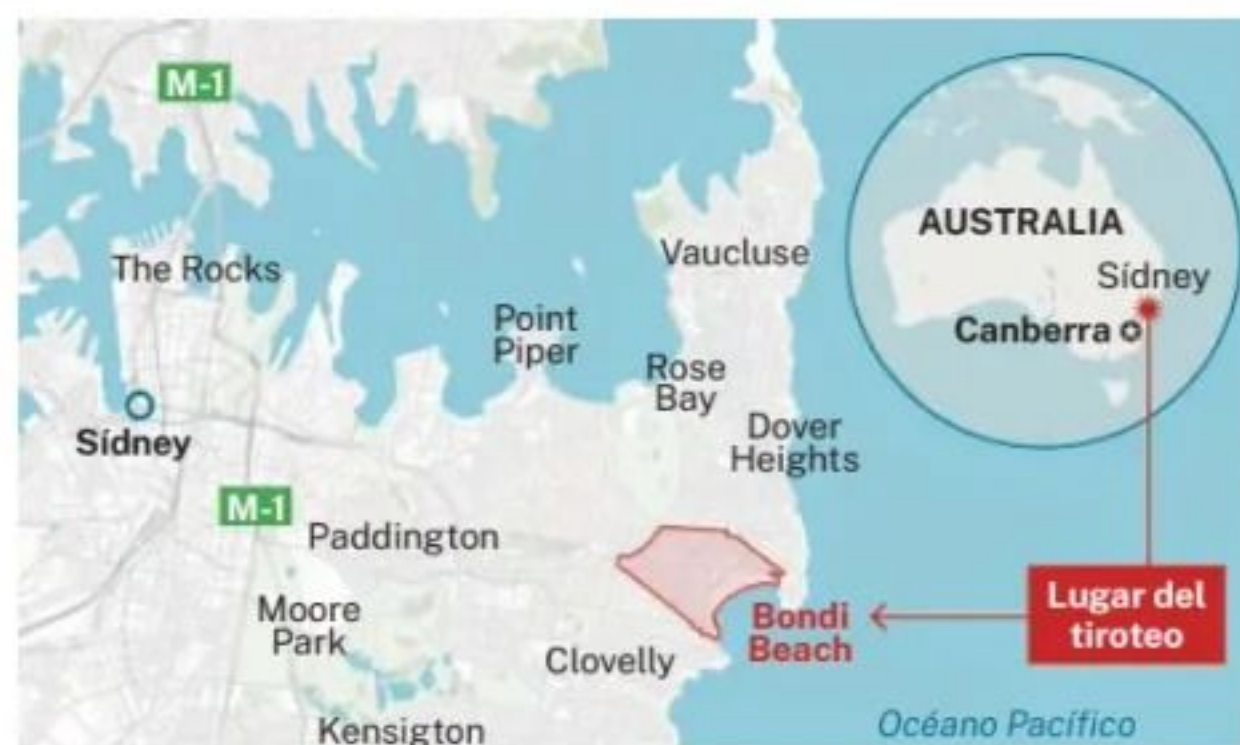 M-1
The Rocks
Sídney
M-1
Paddington
Moore
Park
Kensigton
Point
Piper
Vaucluse
Rose
Bay
Dover
Heights
Clovelly
Bondi
Beach
AUSTRALIA
Sídney
Canberra
Lugar del
tiroteo
Océano Pacífico